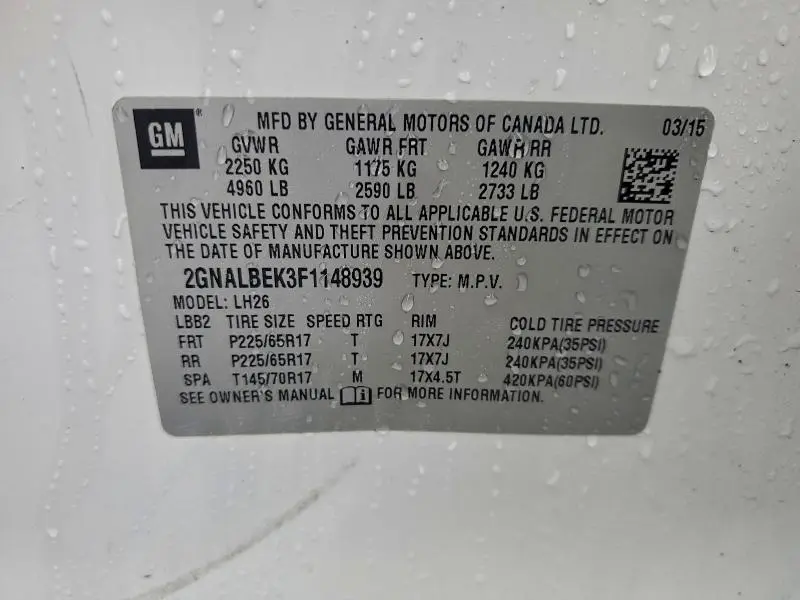 GM ® MFD BY GENERAL MOTORS OF CANADA LTD. 03/15
GVWR GAWR FRT GAWR RR
2250 KG 1175 KG 1240 KG
4960 LB 2590 LB 2733 LB
THIS VEHICLE CONFORMS TO ALL APPLICABLE U.S. FEDERAL MOTOR
VEHICLE SAFETY AND THEFT PREVENTION STANDARDS IN EFFECT ON
THE DATE OF MANUFACTURE SHOWN ABOVE.
2GNALBEK3F1148939 TYPE: M.P.V.
MODEL: LH26
LBB2 TIRE SIZE SPEED RTG RIM COLD TIRE PRESSURE
FRT P225/65R17 T 17X7J 240KPA(35PSI)
RR P225/65R17 T 17X7J 240KPA(35PSI)
SPA T145/70R17 M 17X4.5T 420KPA(60PSI)
SEE OWNER'S MANUAL i FOR MORE INFORMATION.